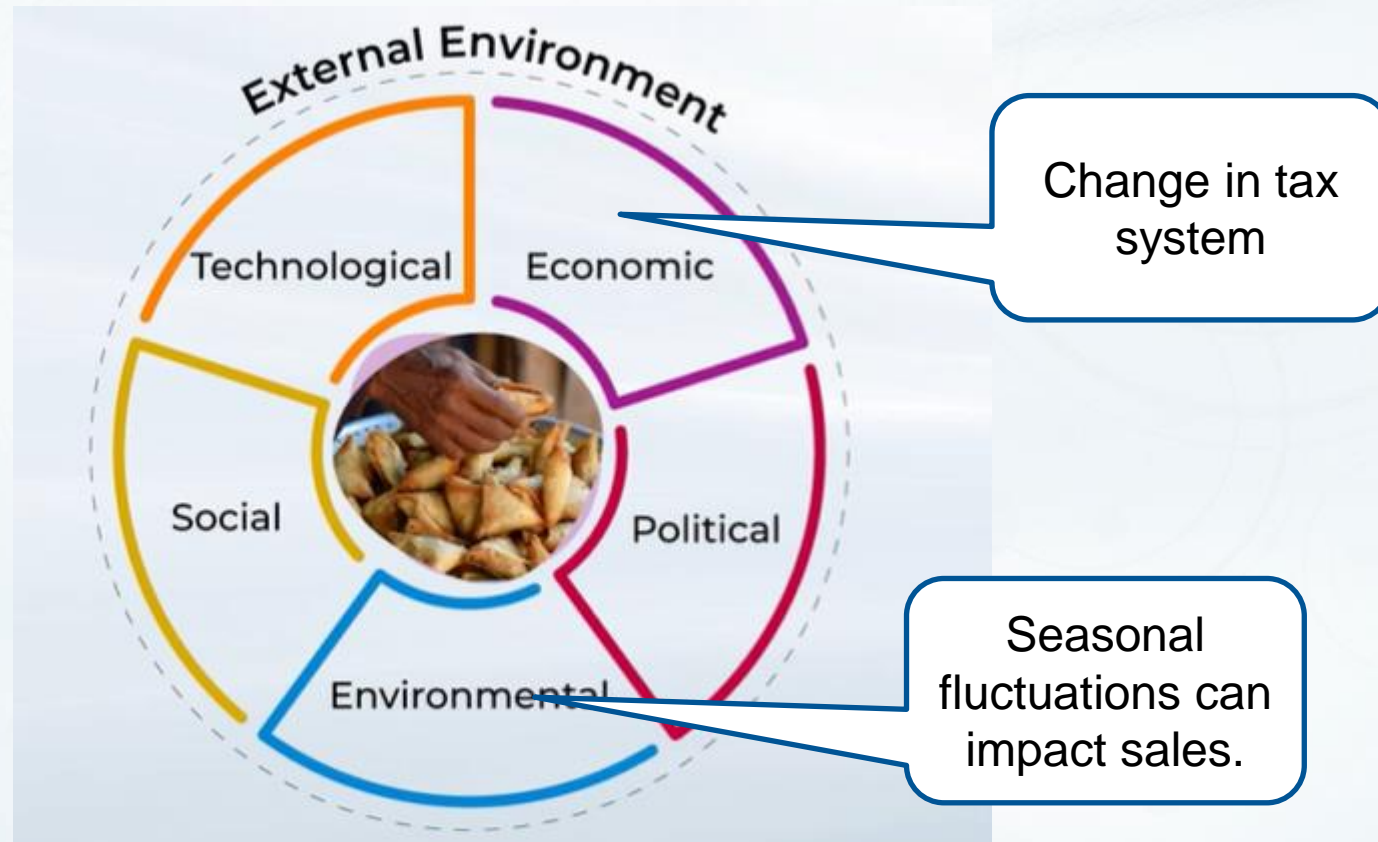 External Environment
Technological
Economic
Change in tax
system
Social
Political
Environmental
Seasonal
fluctuations can
impact sales.